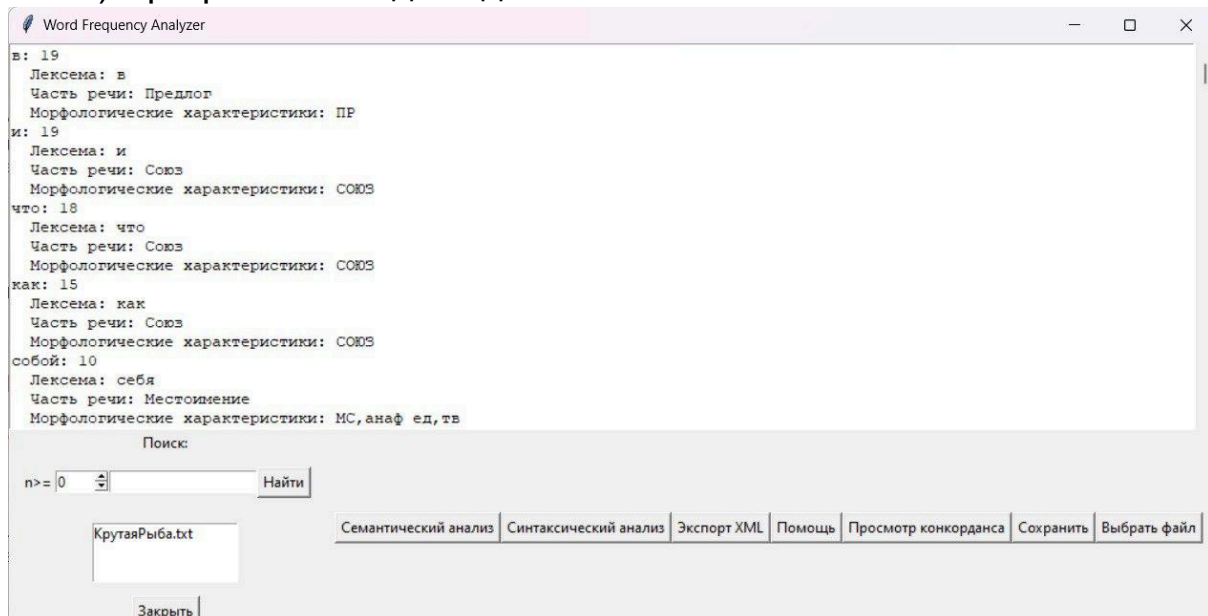 Word Frequency Analyzer
в: 19
Лексема: в
Часть речи: Предлог
Морфологические характеристики: ПР
и: 19
Лексема: и
Часть речи: Союз
Морфологические характеристики: СОЮЗ
что: 18
Лексема: что
Часть речи: Союз
Морфологические характеристики: СОЮЗ
как: 15
Лексема: как
Часть речи: Союз
Морфологические характеристики: СОЮЗ
собой: 10
Лексема: себя
Часть речи: Местоимение
Морфологические характеристики: МС,анаф ед,тв
Поиск:
n>= 0 Найти
КрутаяРыба.txt
Семантический анализ Синтаксический анализ Экспорт XML Помощь Просмотр конкорданса Сохранить Выбрать файл
Закрыть